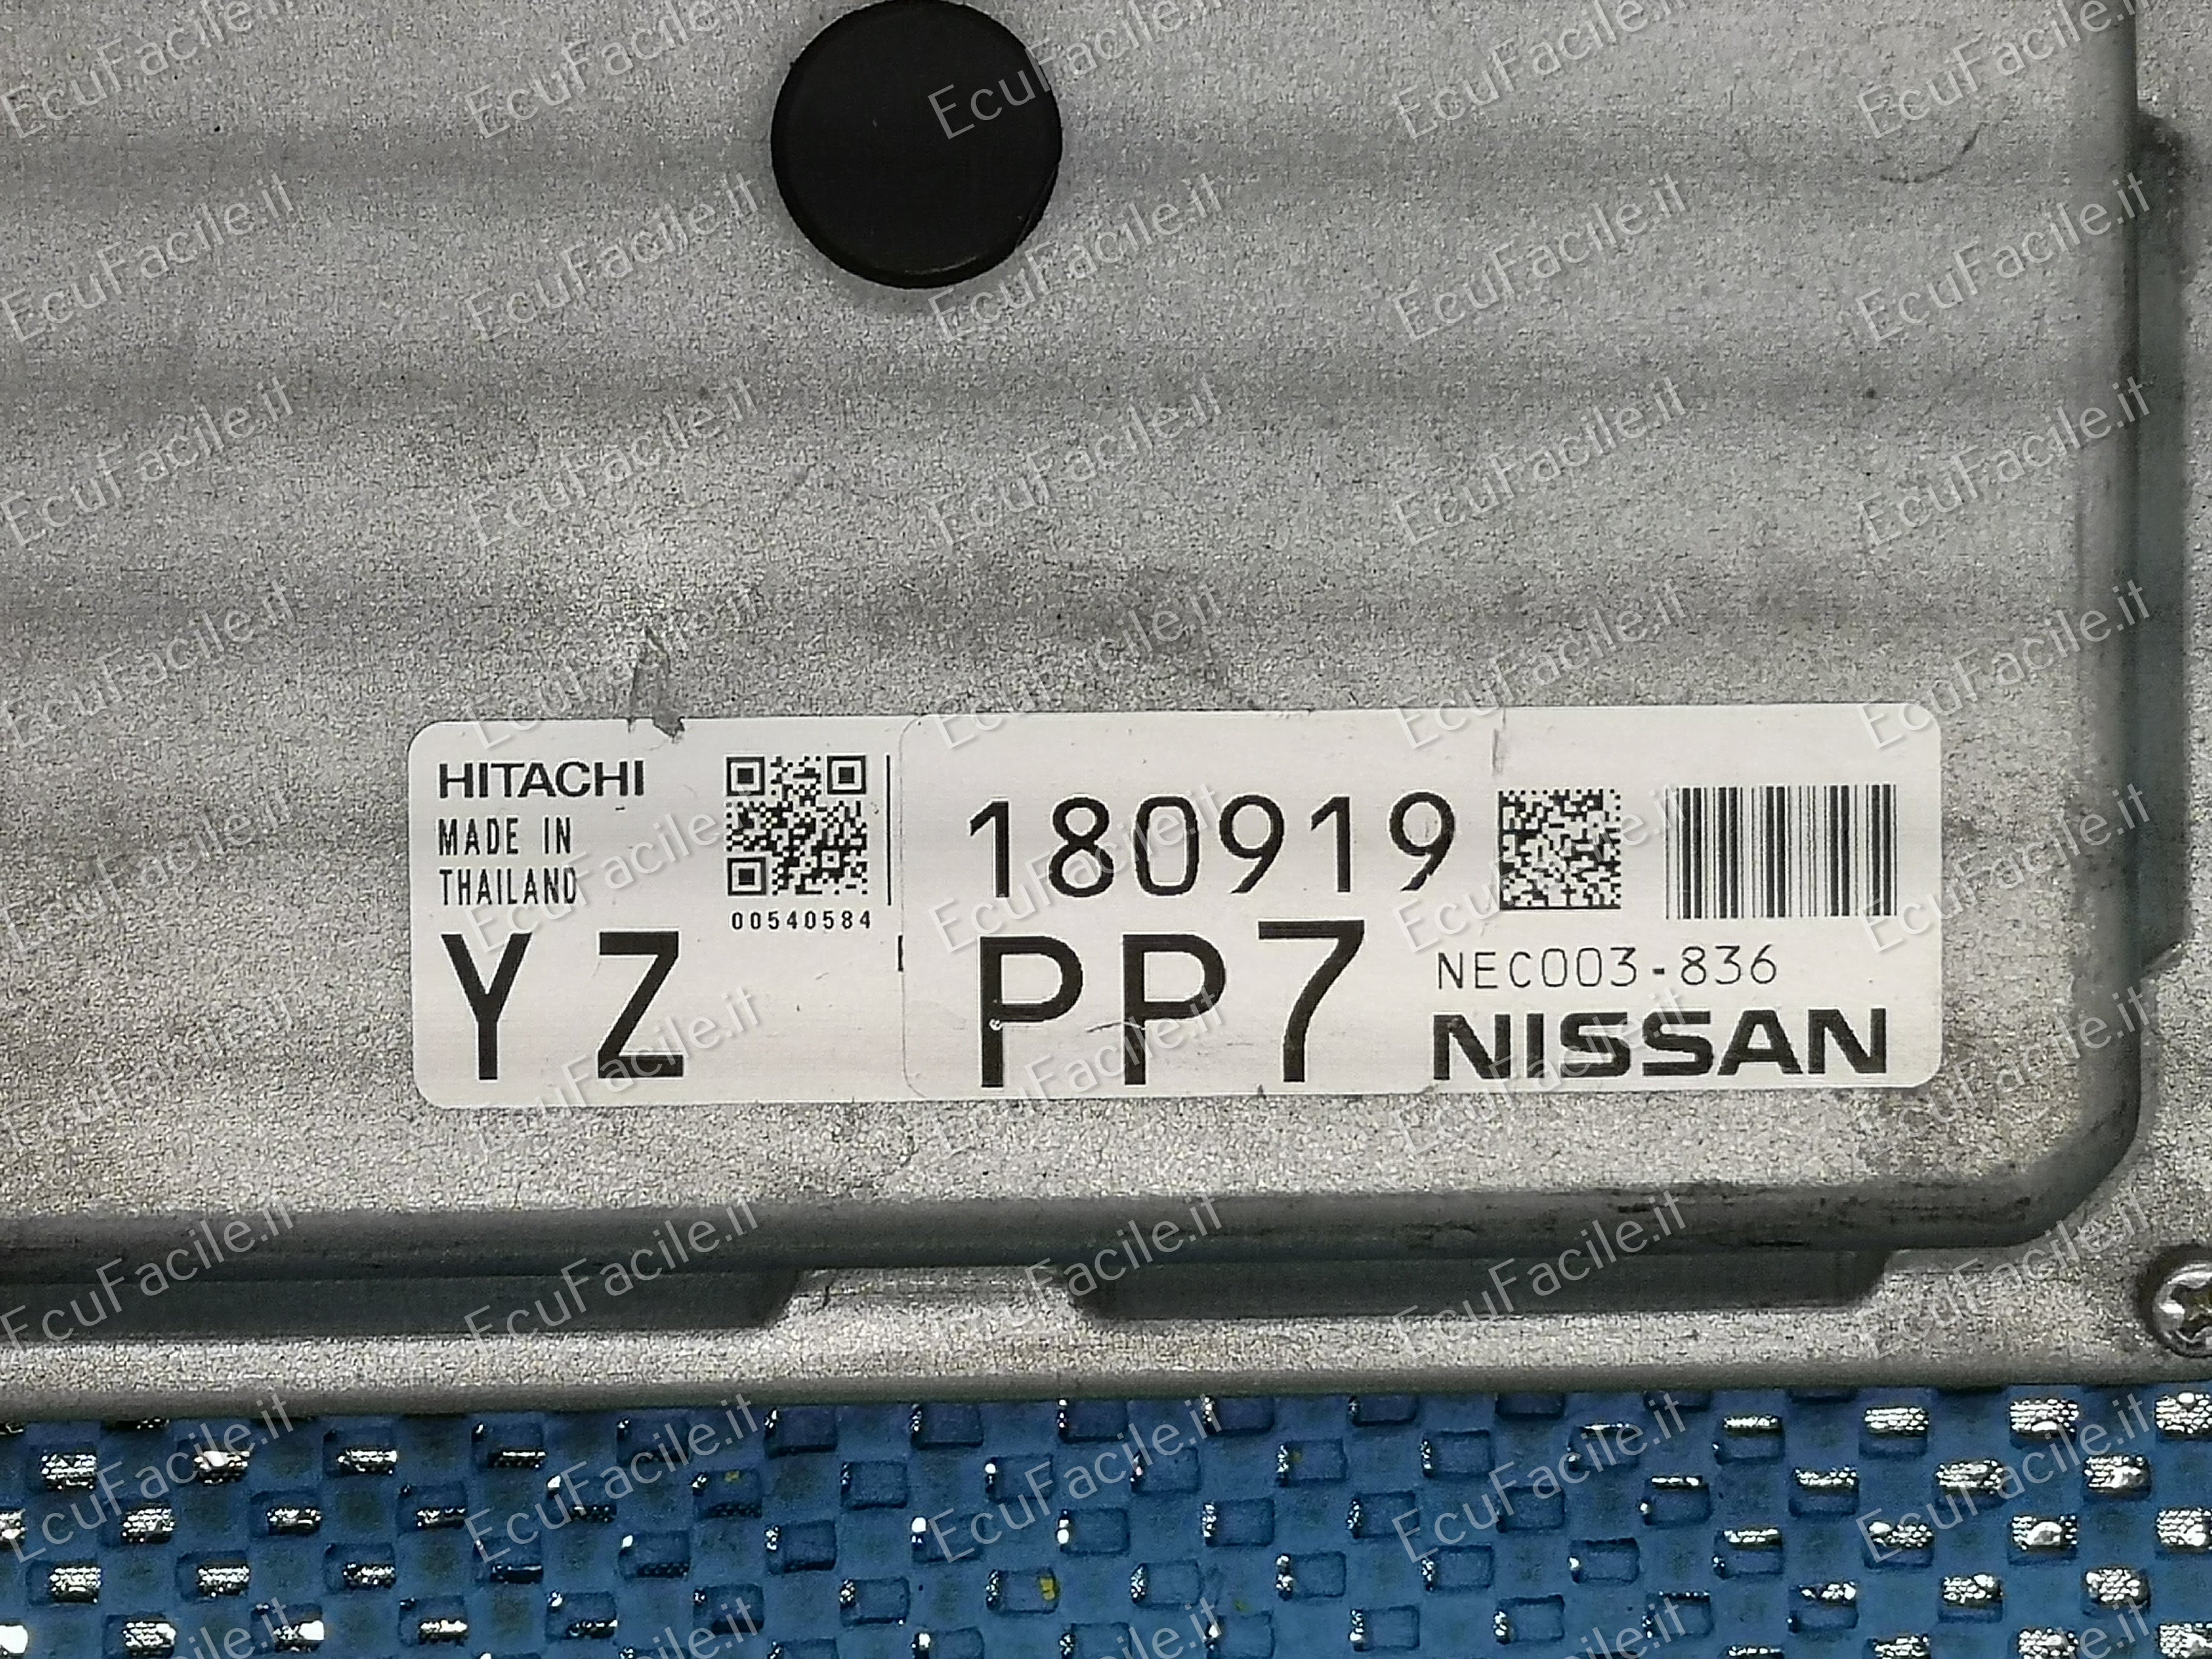 HITACHI
MADE IN
THAILAND
00540584
YZ
180919
PP7
NEC003-836
NISSAN
EcuFacile.it